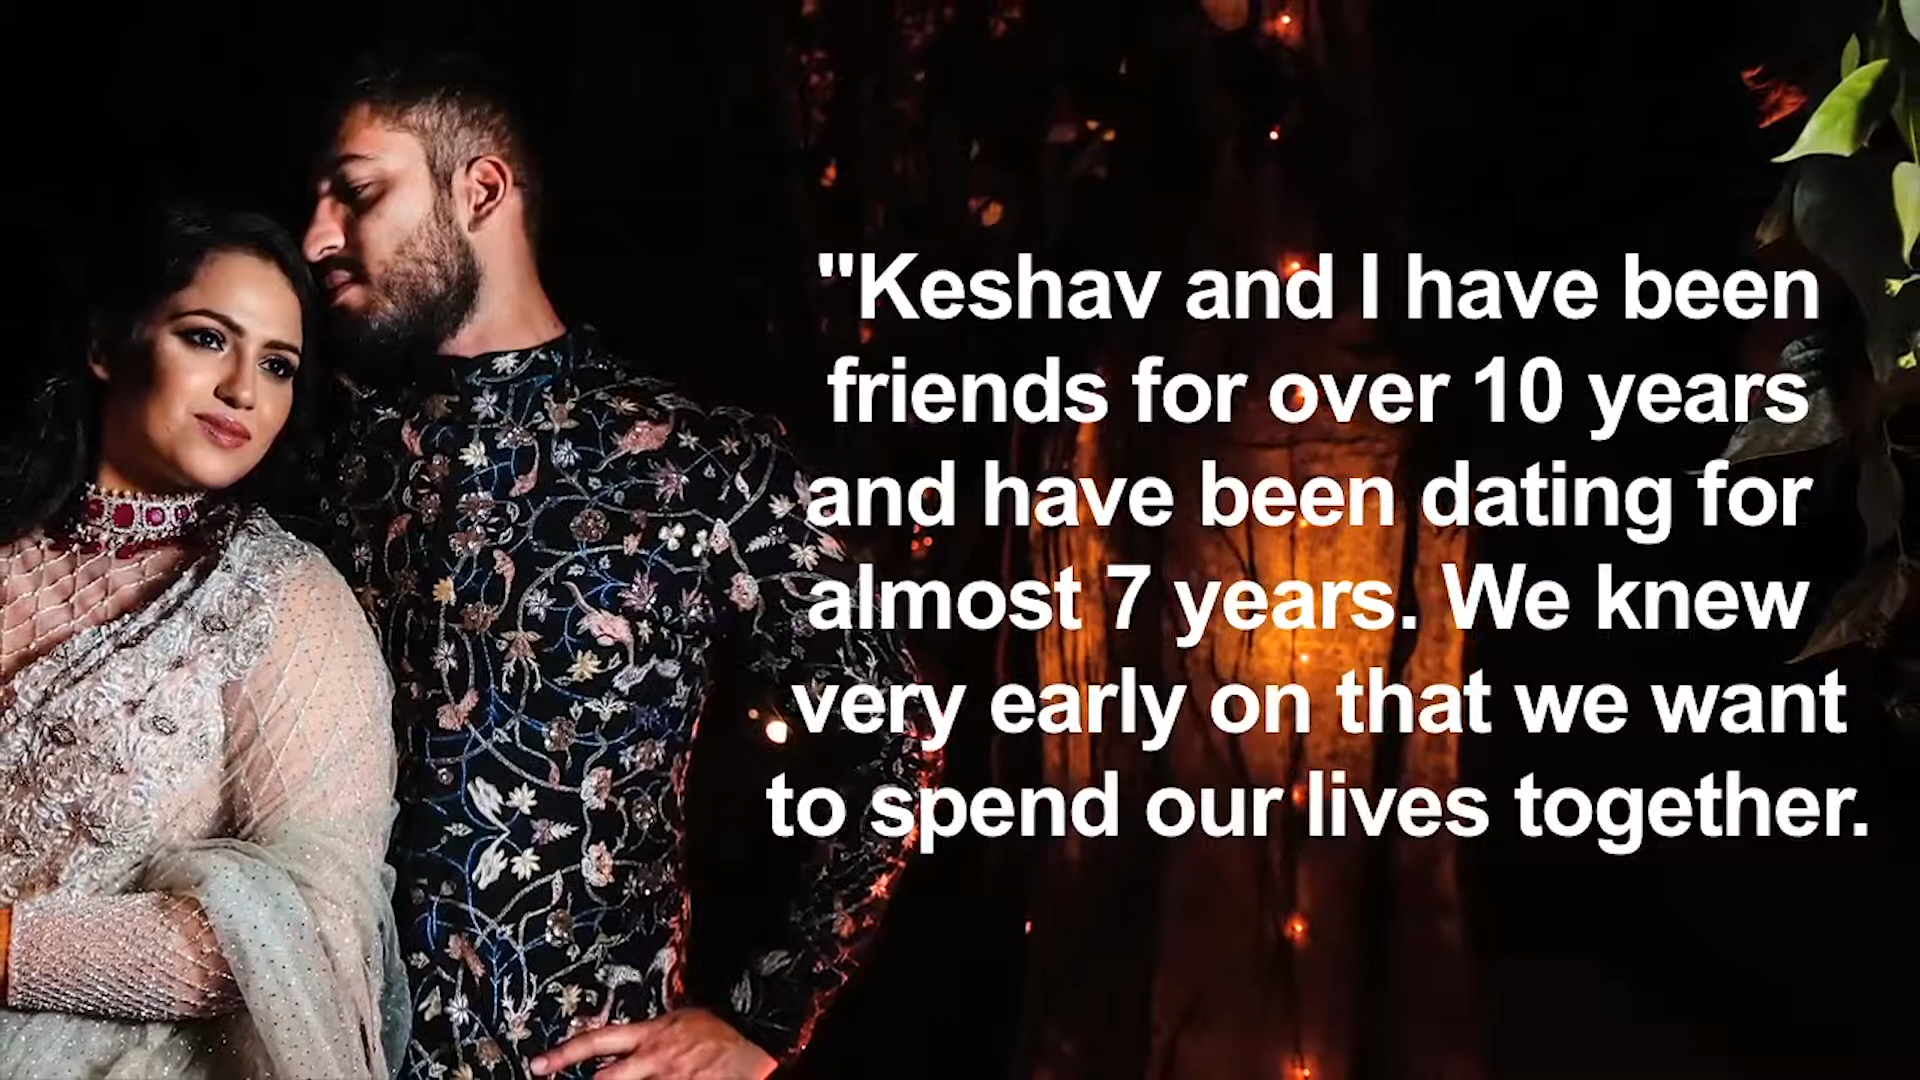 "Keshav and I have been
friends for over 10 years
and have been dating for
almost 7 years. We knew
very early on that we want
to spend our lives together.